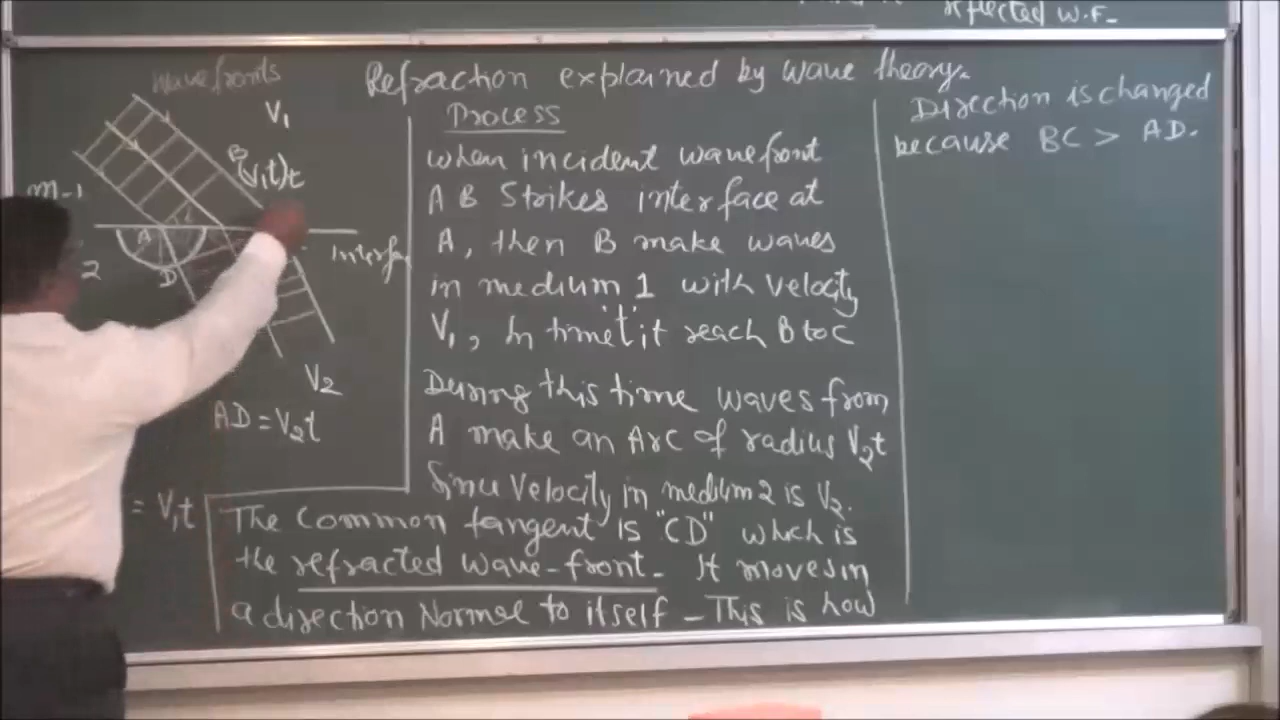 reflected W.F.
Wavefronts
V1
B
(V1t)t
m-1
i
A
D
2
V2
AD = V2t
= V1t
Refraction explained by wave theory.
Process
When incident wavefront
A B Strikes interface at
A, then B make waves
in medium 1 with velocity
V1, In time 't' it reach B to C
During this time waves from
A make an Arc of radius V2t
Since Velocity in medium 2 is V2.
The Common tangent is "CD" which is
the refracted wave-front. It moves in
a direction Normal to itself - This is how
Direction is changed
because BC > AD.